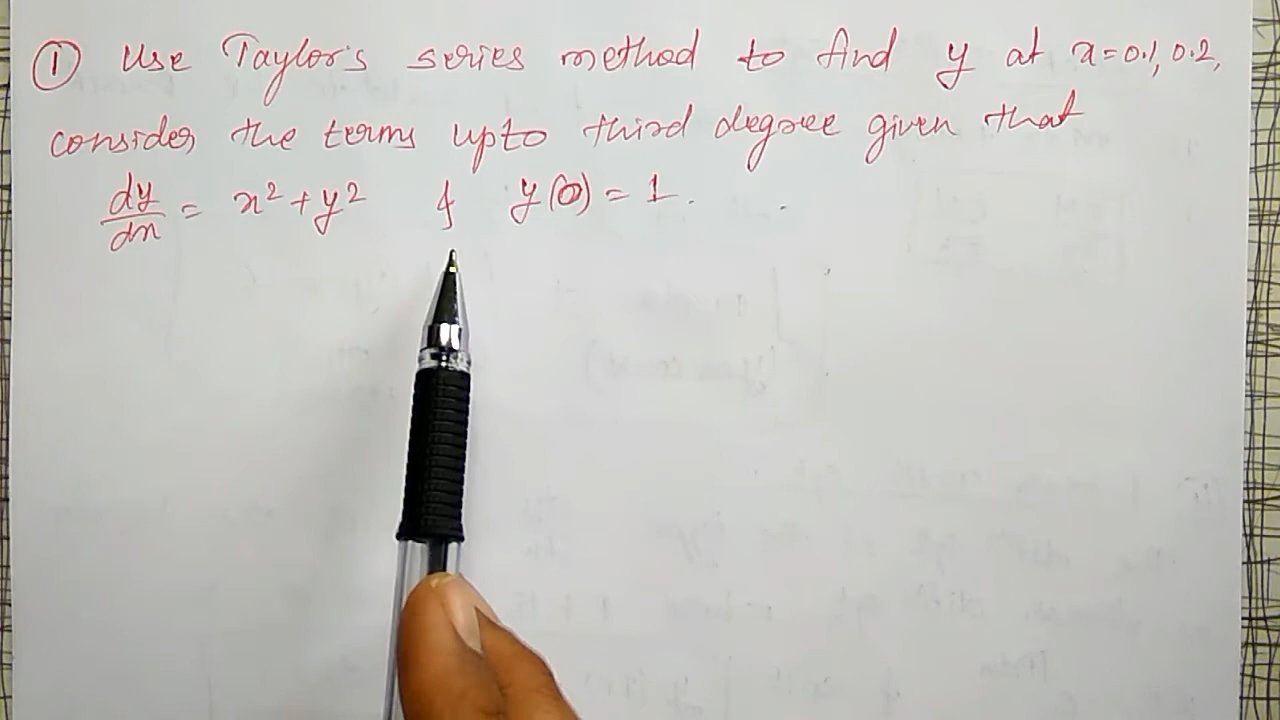 ① Use Taylor's series method to find y at x=0.1, 0.2,
consider the terms upto third degree given that
dy/dx = x² + y² & y(0) = 1.